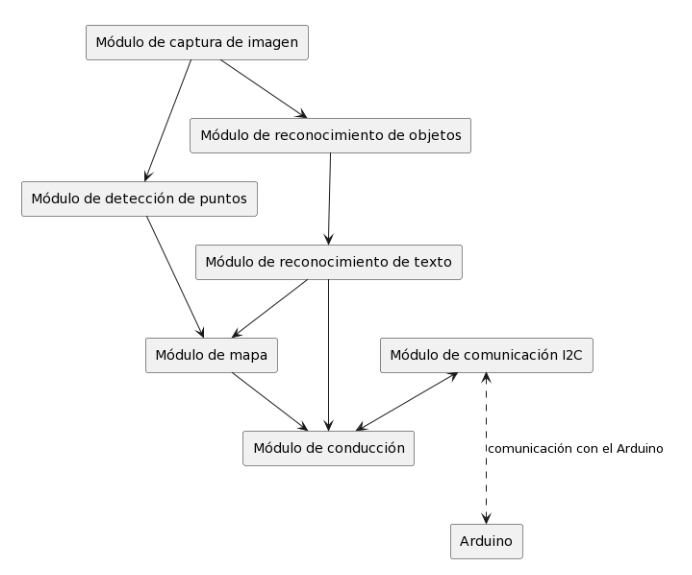 Módulo de captura de imagen
Módulo de reconocimiento de objetos
Módulo de detección de puntos
Módulo de reconocimiento de texto
Módulo de mapa
Módulo de comunicación I2C
Módulo de conducción
comunicación con el Arduino
Arduino